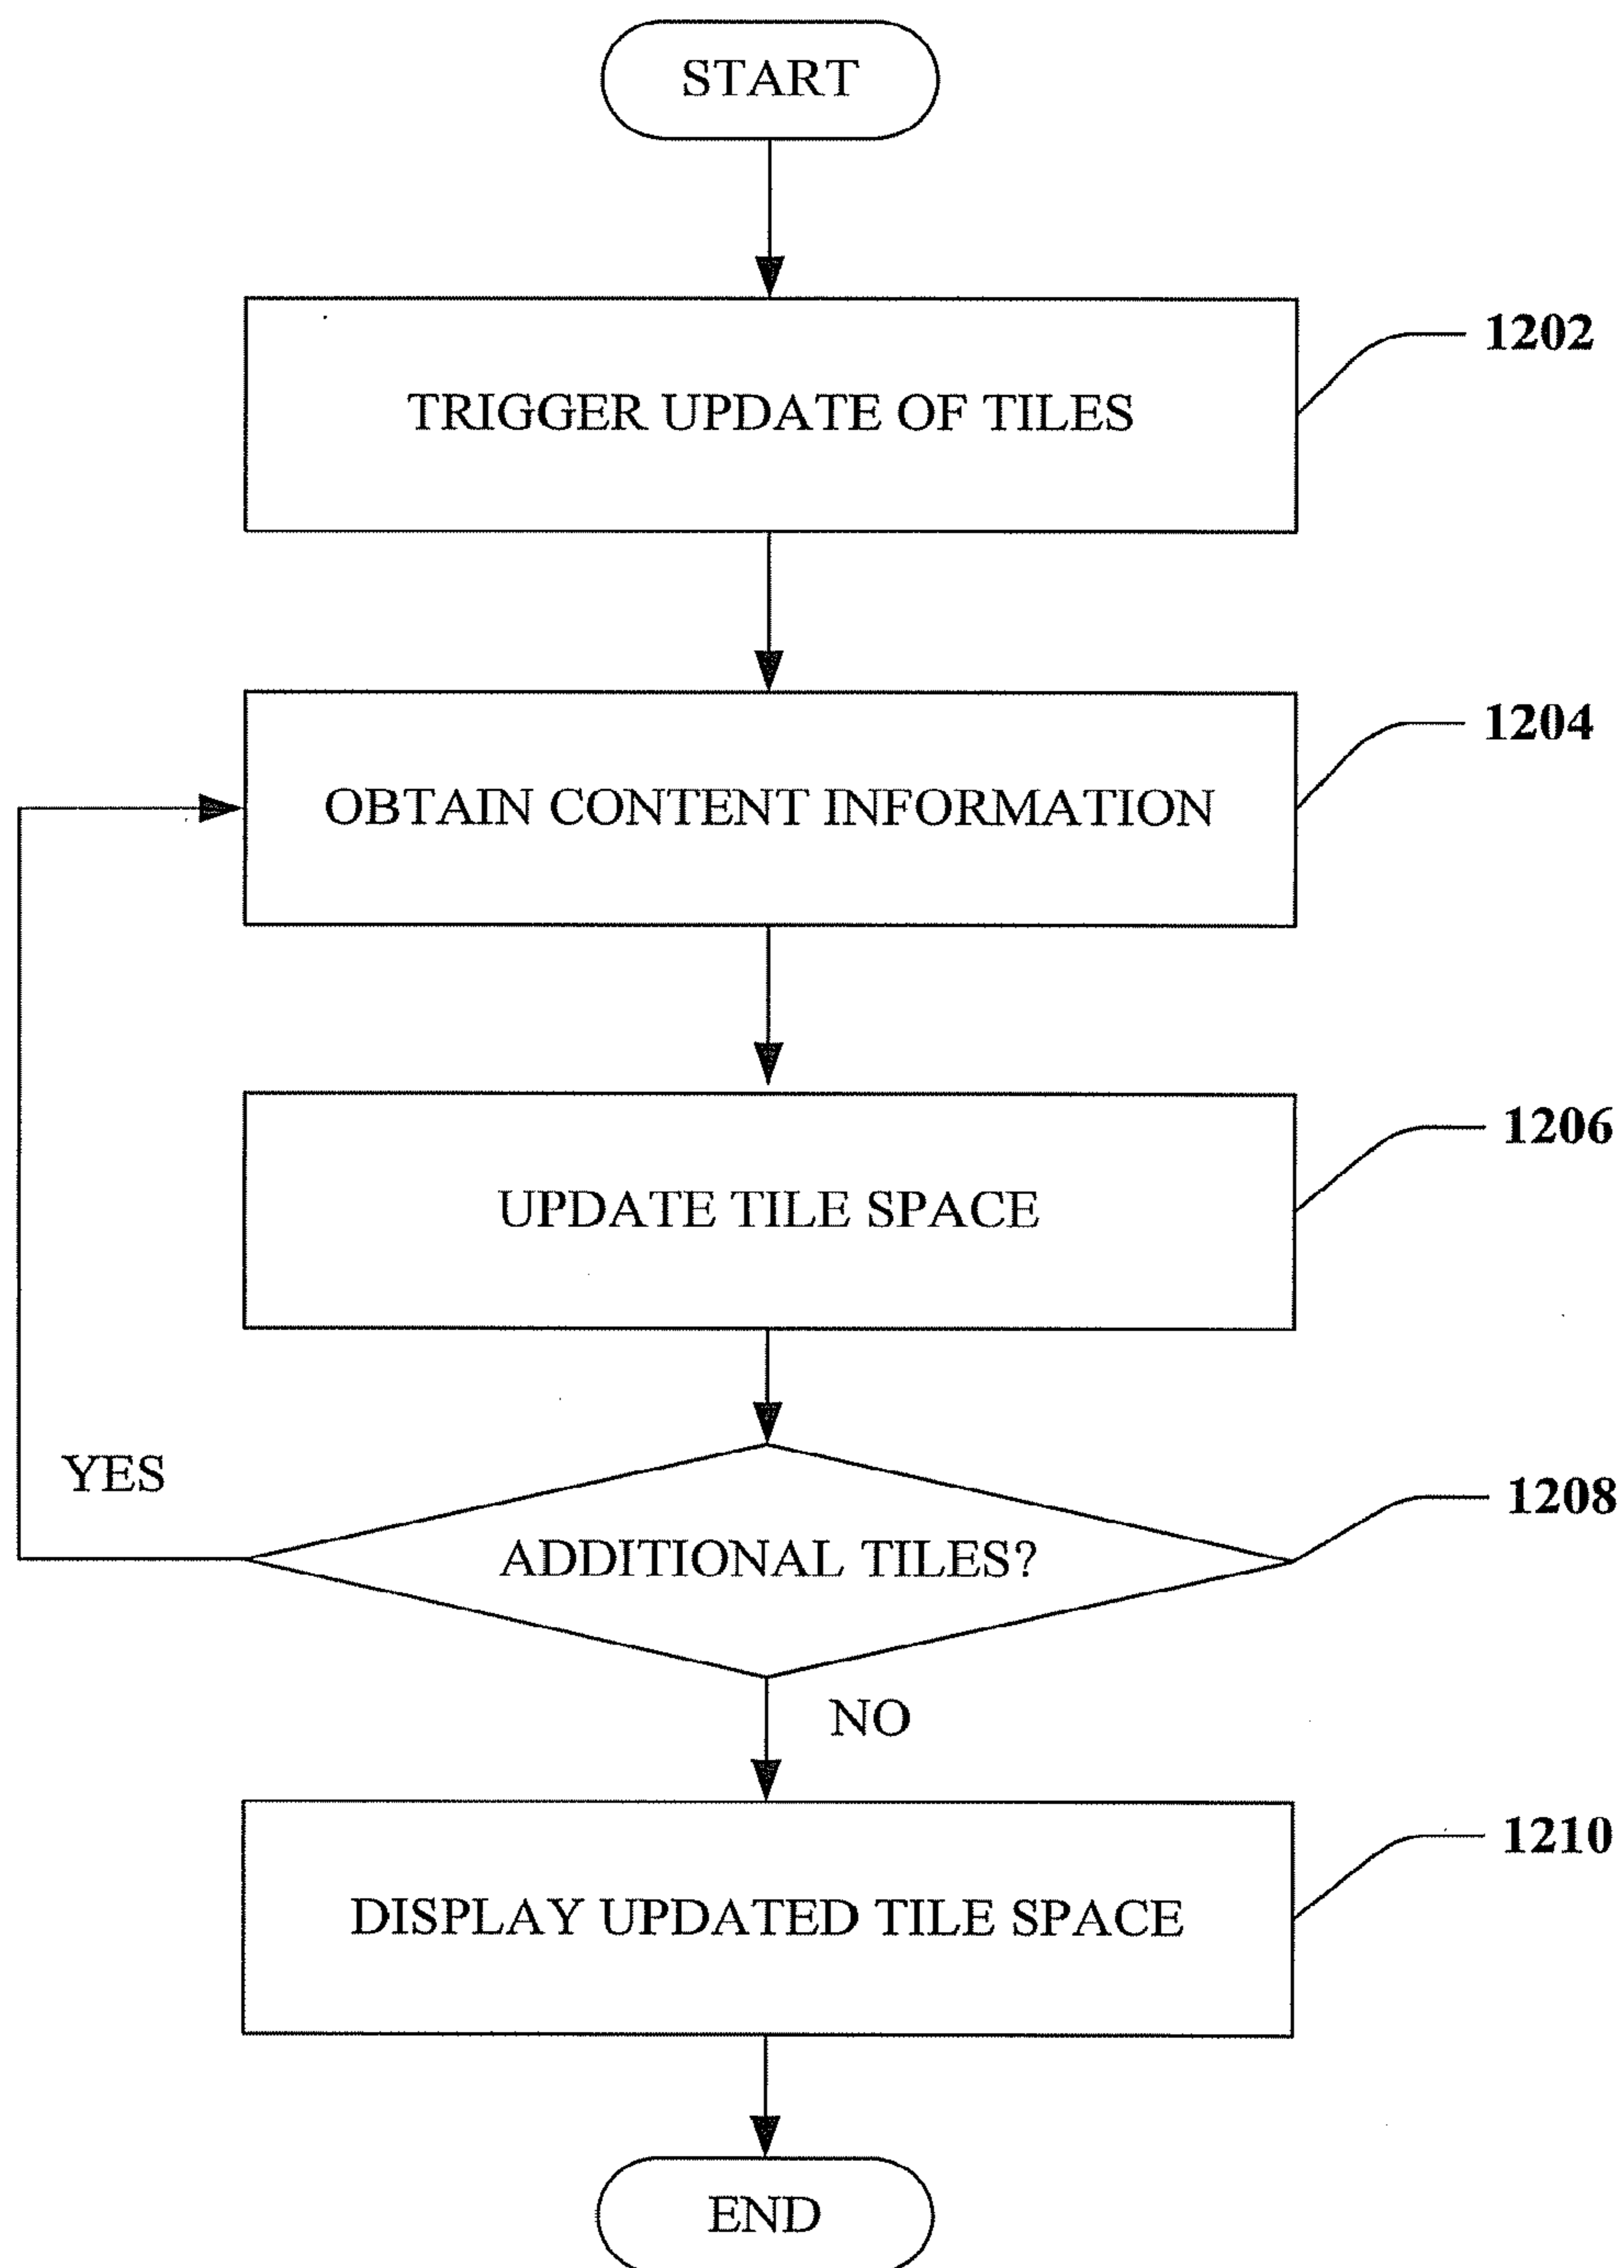 START
TRIGGER UPDATE OF TILES
1202
OBTAIN CONTENT INFORMATION
1204
UPDATE TILE SPACE
1206
YES
ADDITIONAL TILES?
1208
NO
DISPLAY UPDATED TILE SPACE
1210
END